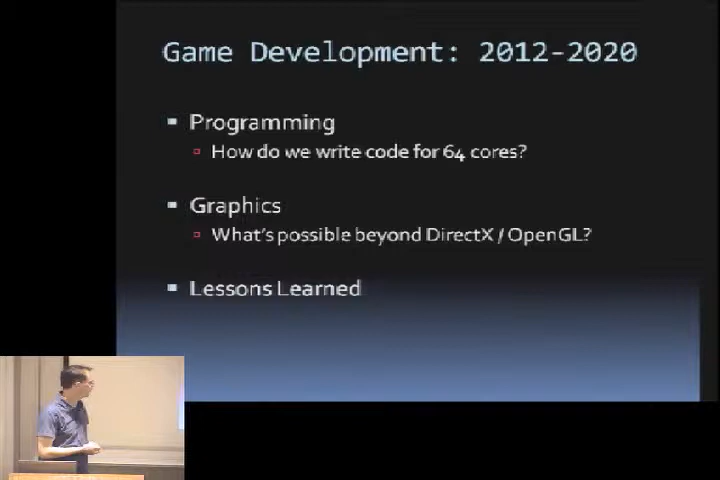 Game Development: 2012-2020
Programming
How do we write code for 64 cores?
Graphics
What's possible beyond DirectX / OpenGL?
Lessons Learned